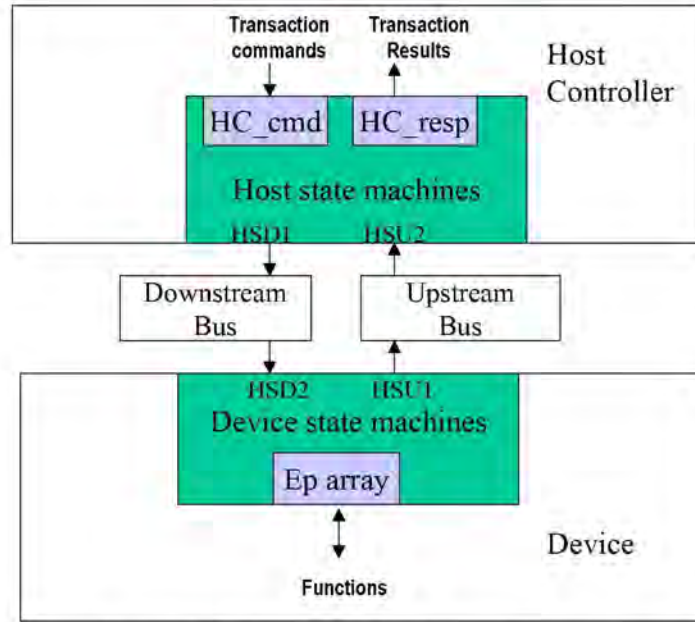 Transaction commands
Transaction Results
Host Controller
HC_cmd
HC_resp
Host state machines
HSD1
HSU2
Downstream Bus
Upstream Bus
HSD2
HSU1
Device state machines
Ep array
Device
Functions